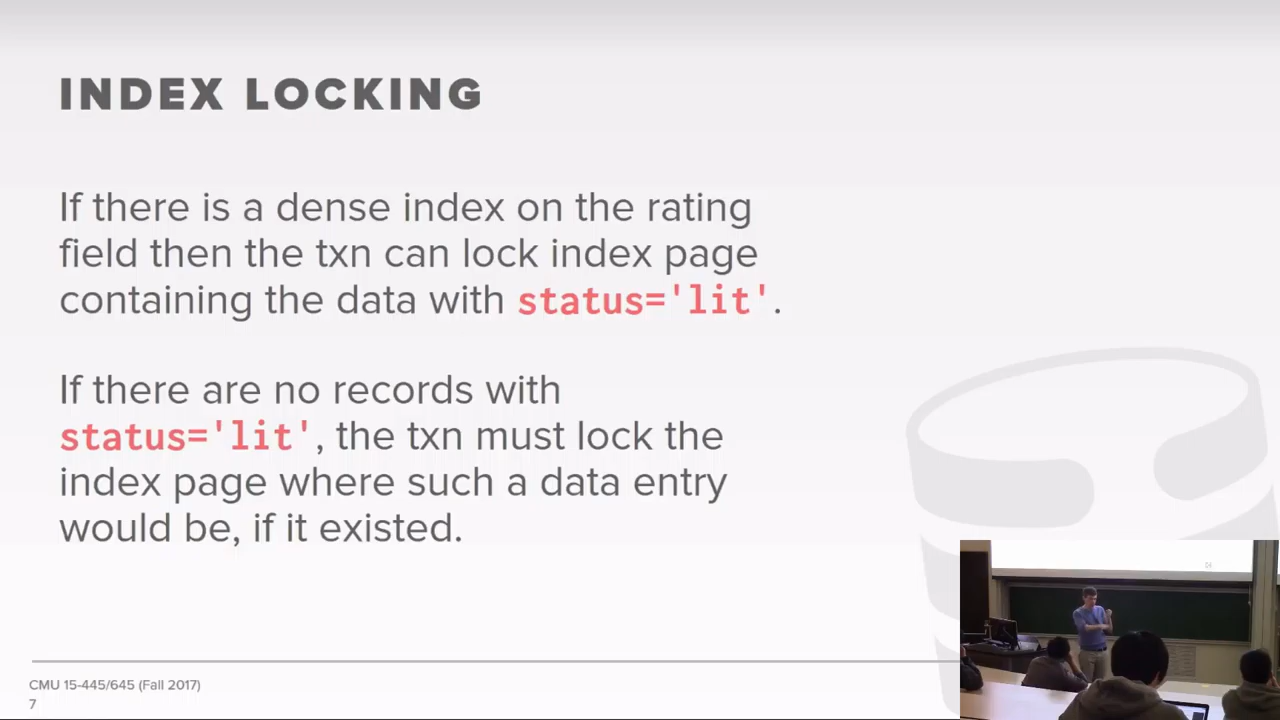 INDEX LOCKING
If there is a dense index on the rating
field then the txn can lock index page
containing the data with status='lit'.
If there are no records with
status='lit', the txn must lock the
index page where such a data entry
would be, if it existed.
CMU 15-445/645 (Fall 2017)
7